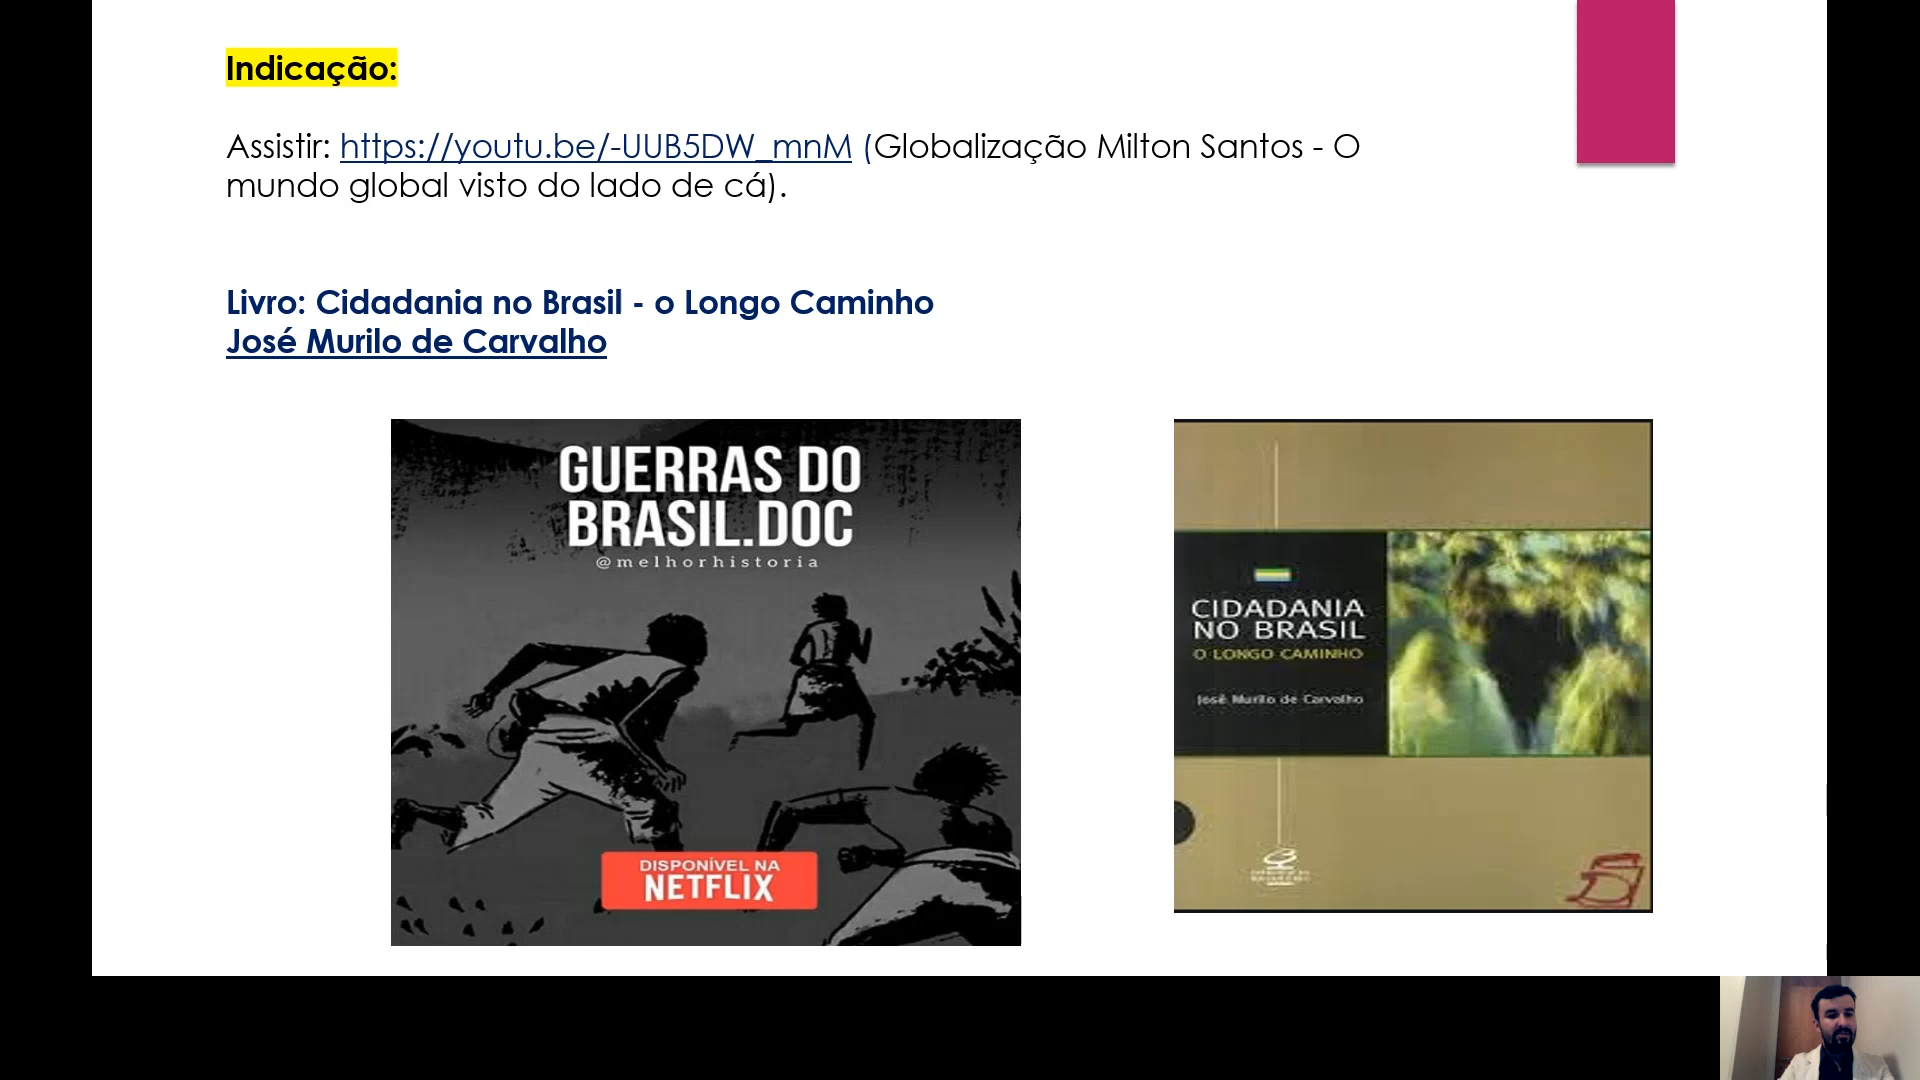 Indicação:
Assistir: https://youtu.be/-UUB5DW_mnM (Globalização Milton Santos - O
mundo global visto do lado de cá).
Livro: Cidadania no Brasil - o Longo Caminho
José Murilo de Carvalho
GUERRAS DO
BRASIL.DOC
@melhorhistoria
DISPONÍVEL NA
NETFLIX
CIDADANIA
NO BRASIL
O LONGO CAMINHO
José Murilo de Carvalho